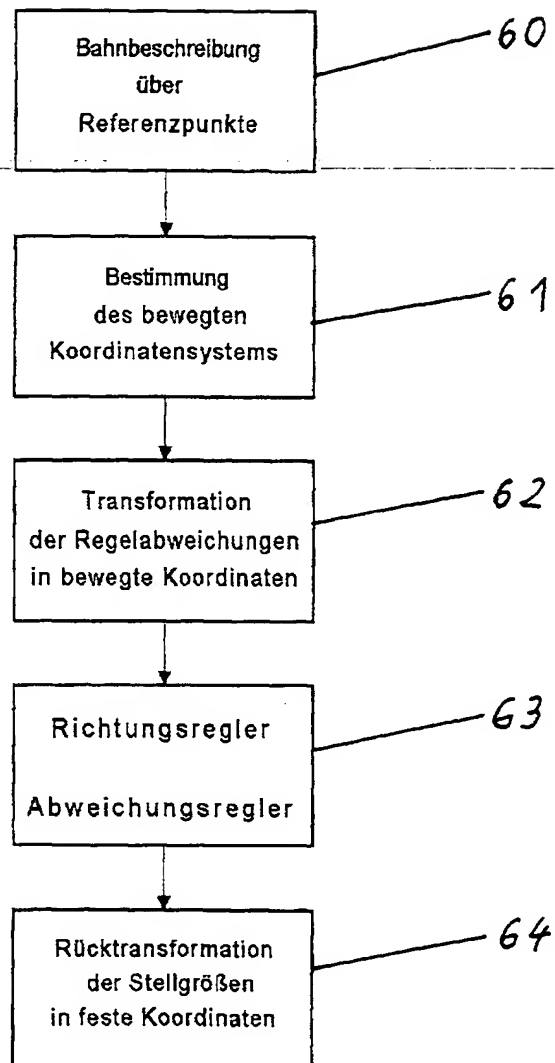 Bahnbeschreibung
über
Referenzpunkte
60
Bestimmung
des bewegten
Koordinatensystems
61
Transformation
der Regelabweichungen
in bewegte Koordinaten
62
Richtungsregler
Abweichungsregler
63
Rücktransformation
der Stellgrößen
in feste Koordinaten
64